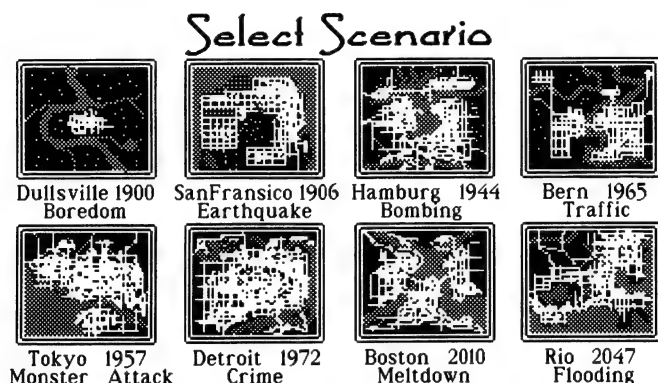 Select Scenario
Dullsville 1900
Boredom
SanFransico 1906
Earthquake
Hamburg 1944
Bombing
Bern 1965
Traffic
Tokyo 1957
Monster Attack
Detroit 1972
Crime
Boston 2010
Meltdown
Rio 2047
Flooding